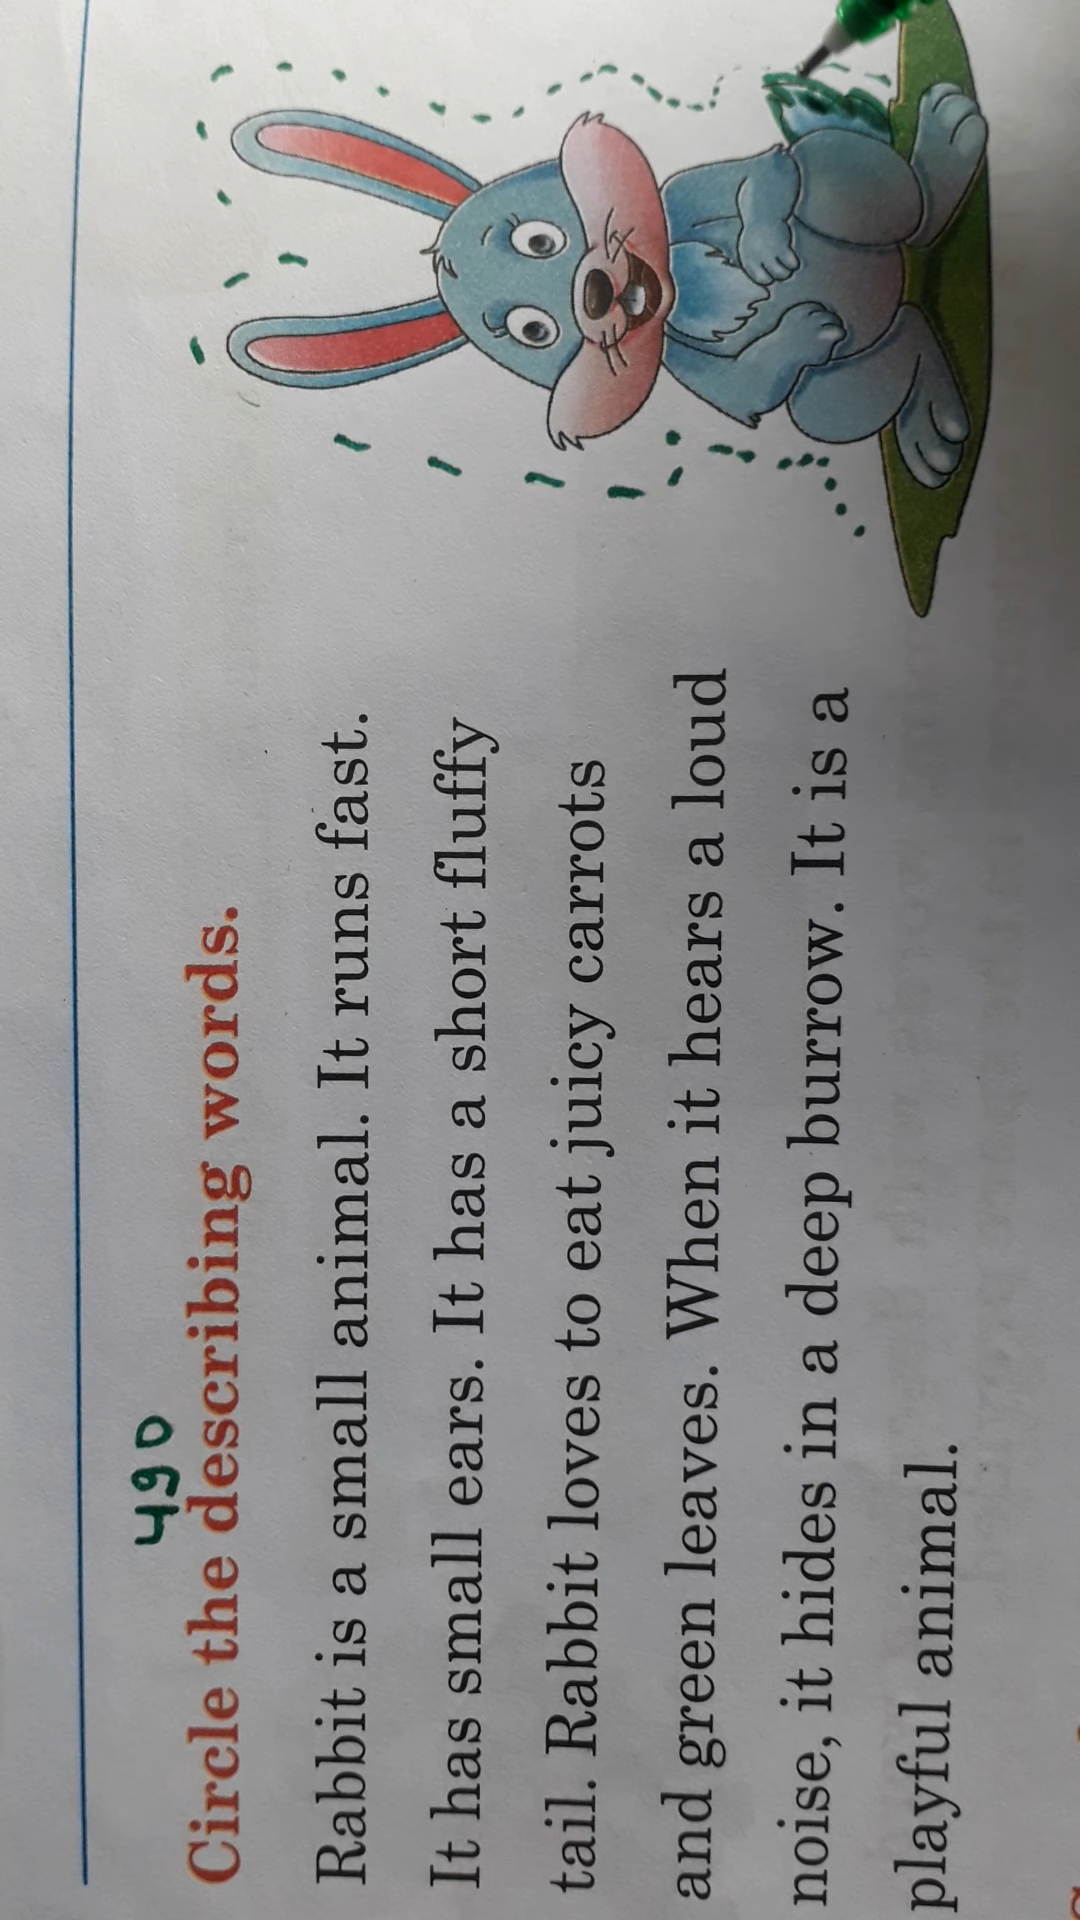 490
Circle the describing words.
Rabbit is a small animal. It runs fast.
It has small ears. It has a short fluffy
tail. Rabbit loves to eat juicy carrots
and green leaves. When it hears a loud
noise, it hides in a deep burrow. It is a
playful animal.